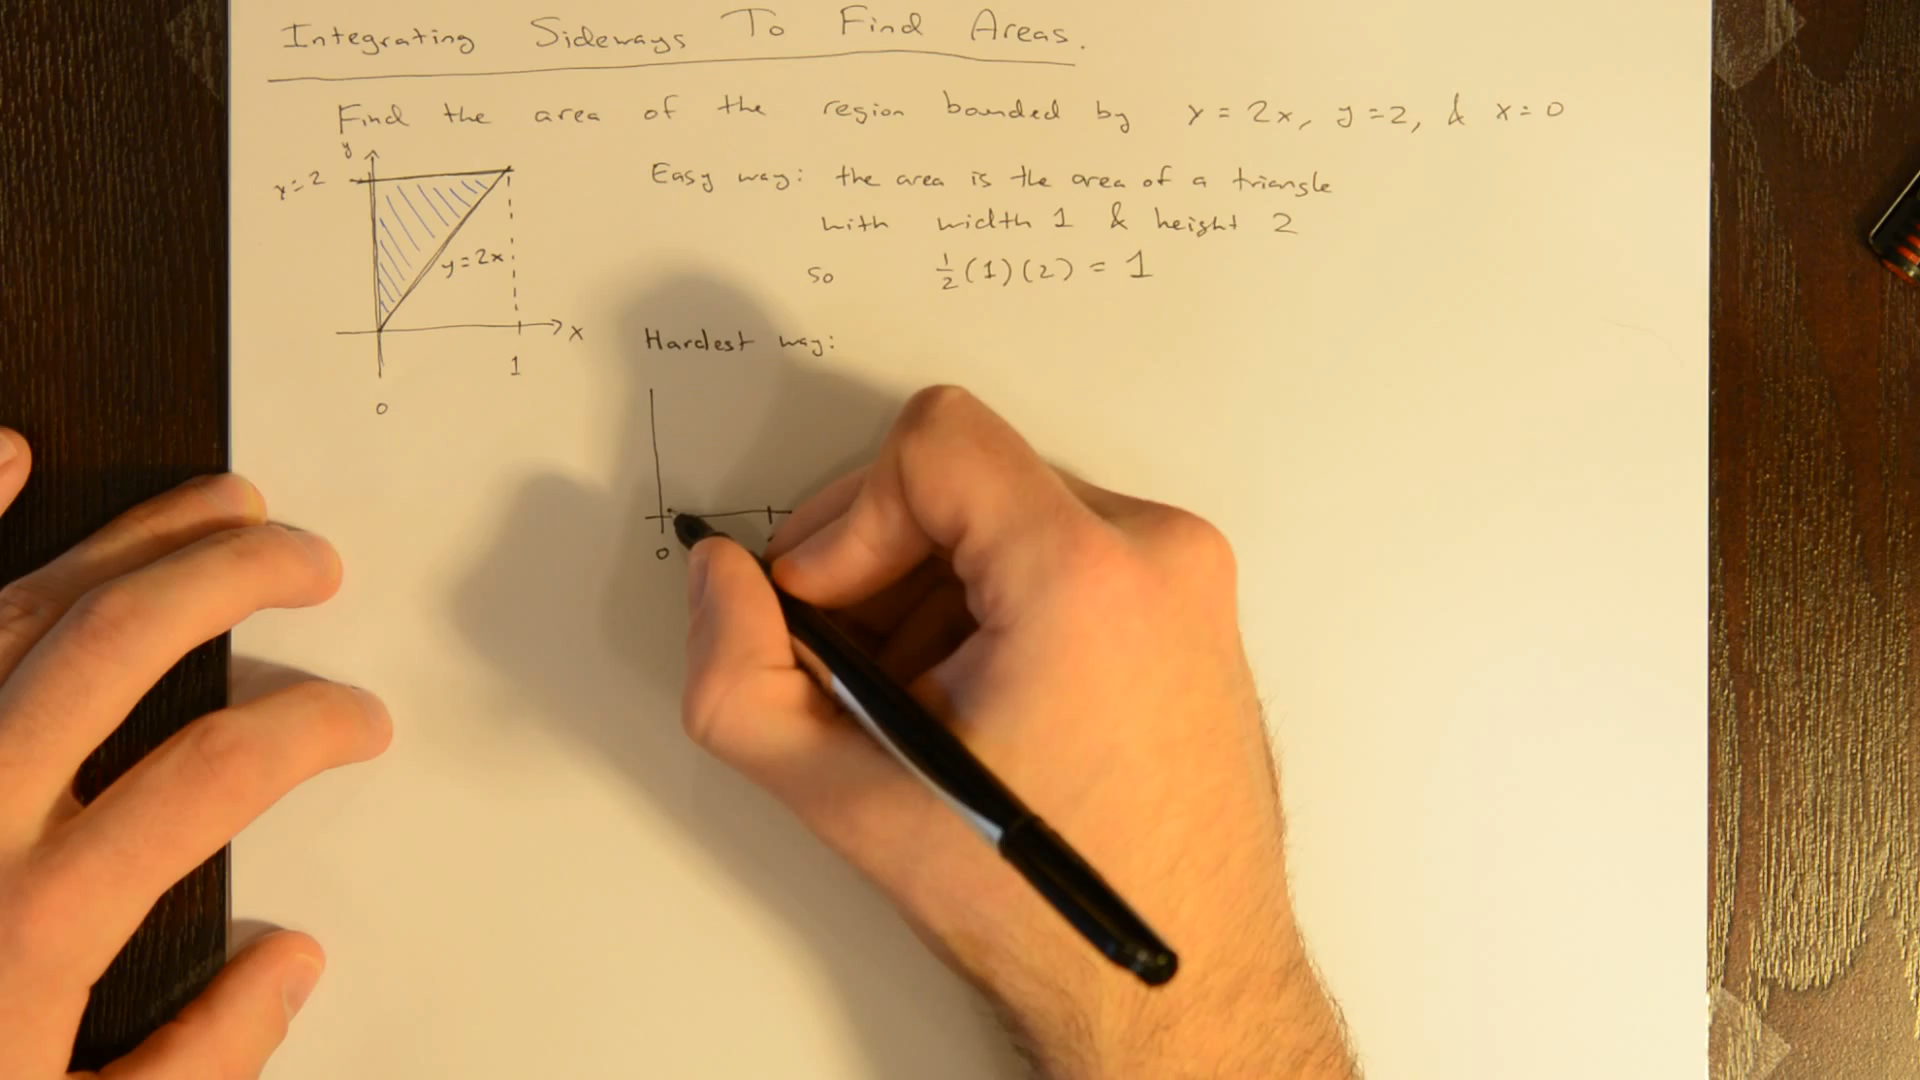 Integrating Sideways To Find Areas.
Find the area of the region bounded by y = 2x, y = 2, & x = 0
y
y = 2
y = 2x
x
1
0
Easy way: the area is the area of a triangle
with width 1 & height 2
so ½(1)(2) = 1
Hardest way:
0